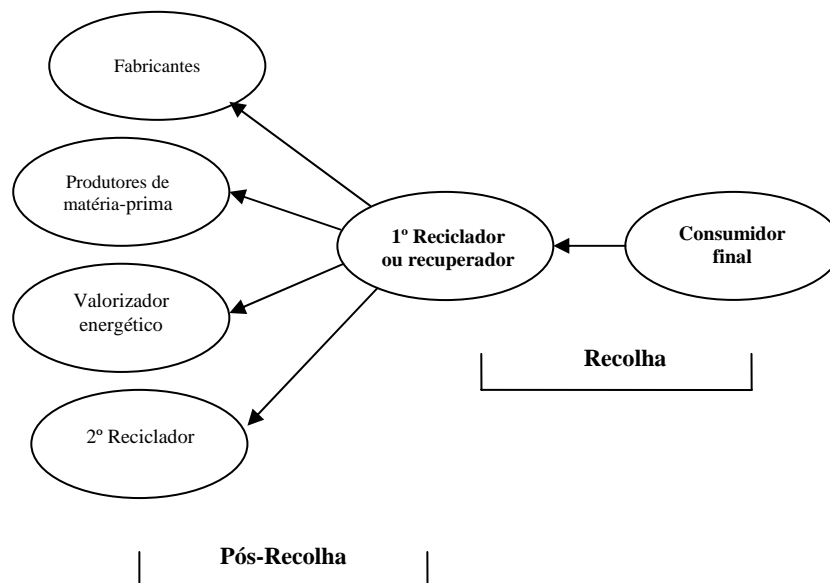 Fabricantes
Produtores de
matéria-prima
1º Reciclador
ou recuperador
Consumidor
final
Valorizador
energético
Recolha
2º Reciclador
Pós-Recolha